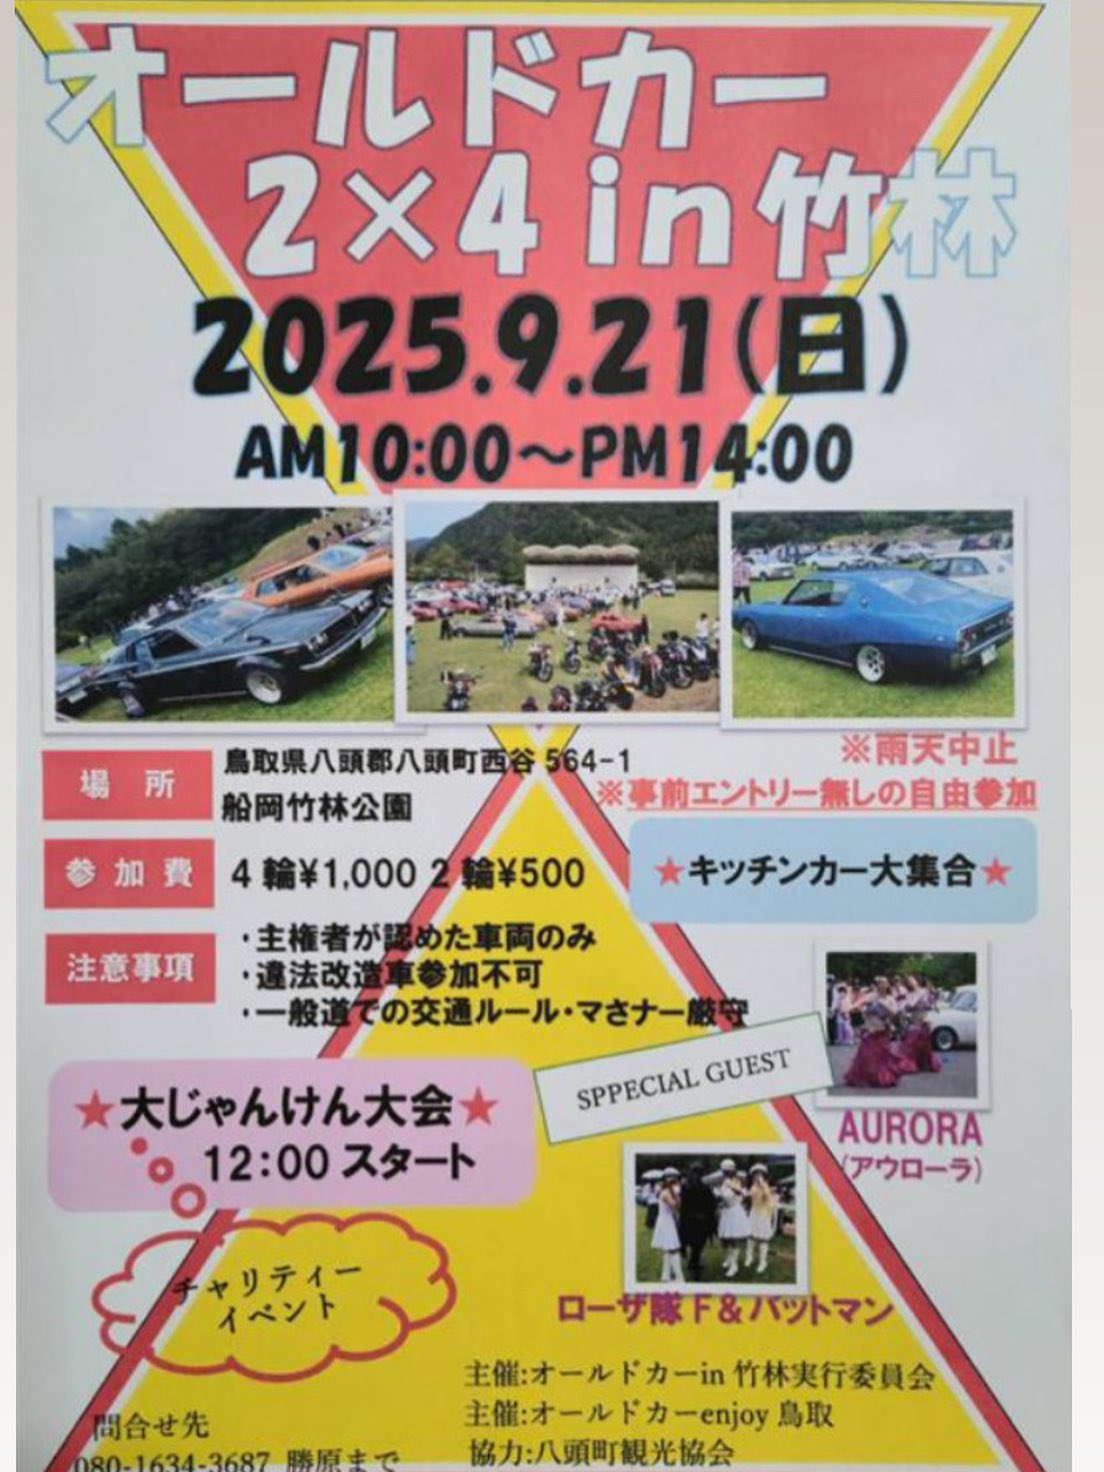 オールドカー
2×4 in 竹林
2025.9.21(日)
AM10:00～PM14:00
場所
鳥取県八頭郡八頭町西谷 564-1
船岡竹林公園
※雨天中止
※事前エントリー無しの自由参加
参加費
4 輪¥1,000 2 輪¥500
★キッチンカー大集合★
注意事項
・主権者が認めた車両のみ
・違法改造車参加不可
・一般道での交通ルール・マさナー厳守
SPPECIAL GUEST
AURORA
(アウローラ)
★大じゃんけん大会★
12:00 スタート
チャリティー
イベント
ローザ隊 F & バットマン
主催:オールドカーin 竹林実行委員会
主催:オールドカーenjoy 鳥取
協力:八頭町観光協会
問合せ先
080-1634-3687 勝原まで